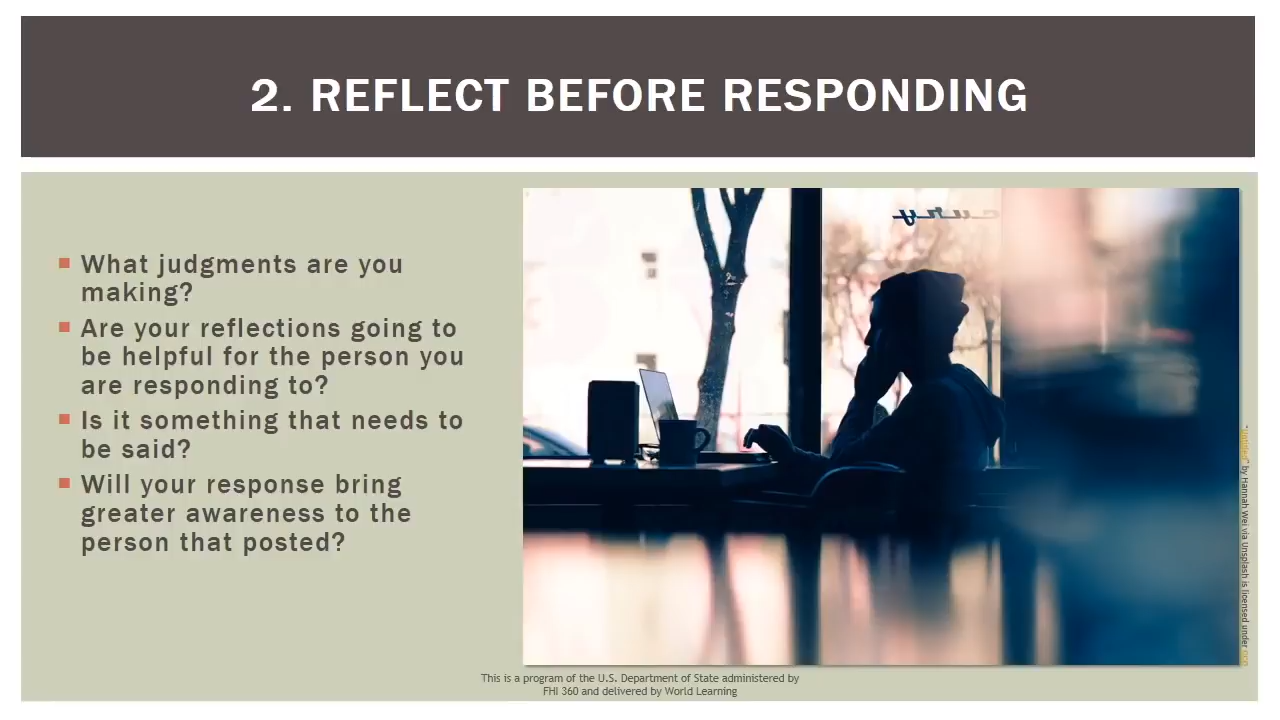 2. REFLECT BEFORE RESPONDING
What judgments are you
making?
Are your reflections going to
be helpful for the person you
are responding to?
Is it something that needs to
be said?
Will your response bring
greater awareness to the
person that posted?
"untitled" by Hannah Wei via Unsplash is licensed under CC0
This is a program of the U.S. Department of State administered by
FHI 360 and delivered by World Learning